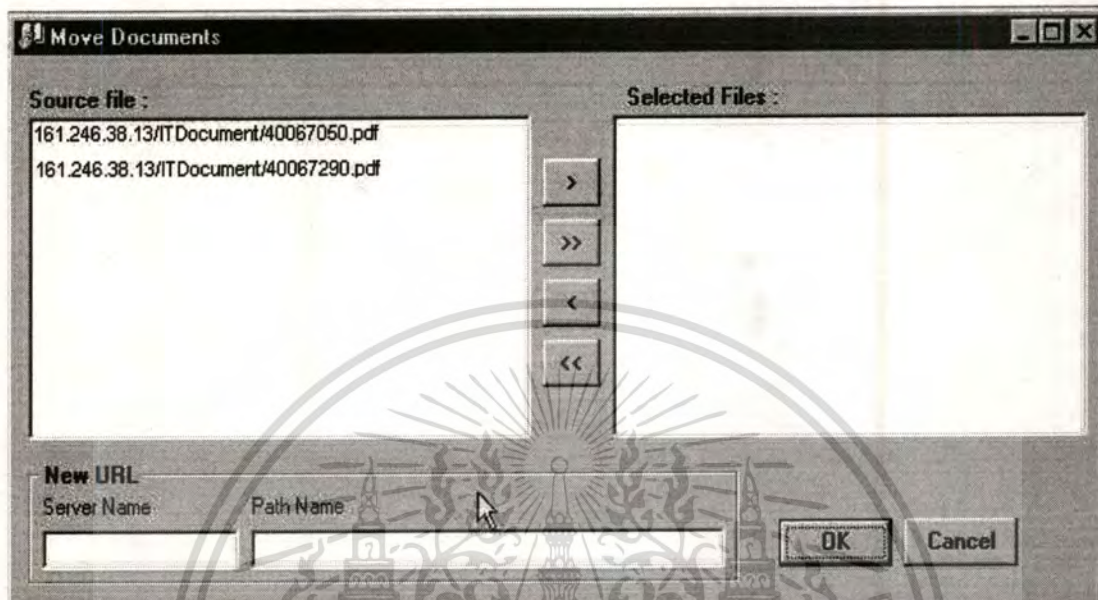 Move Documents
Source file :
161.246.38.13/ITDocument/40067050.pdf
161.246.38.13/ITDocument/40067290.pdf
>
>>
<
<<
Selected Files :
New URL
Server Name
Path Name
OK
Cancel